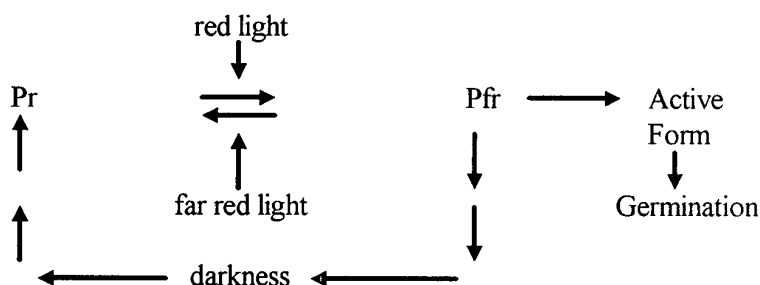 red light
Pr
Pfr
Active
Form
far red light
Germination
darkness